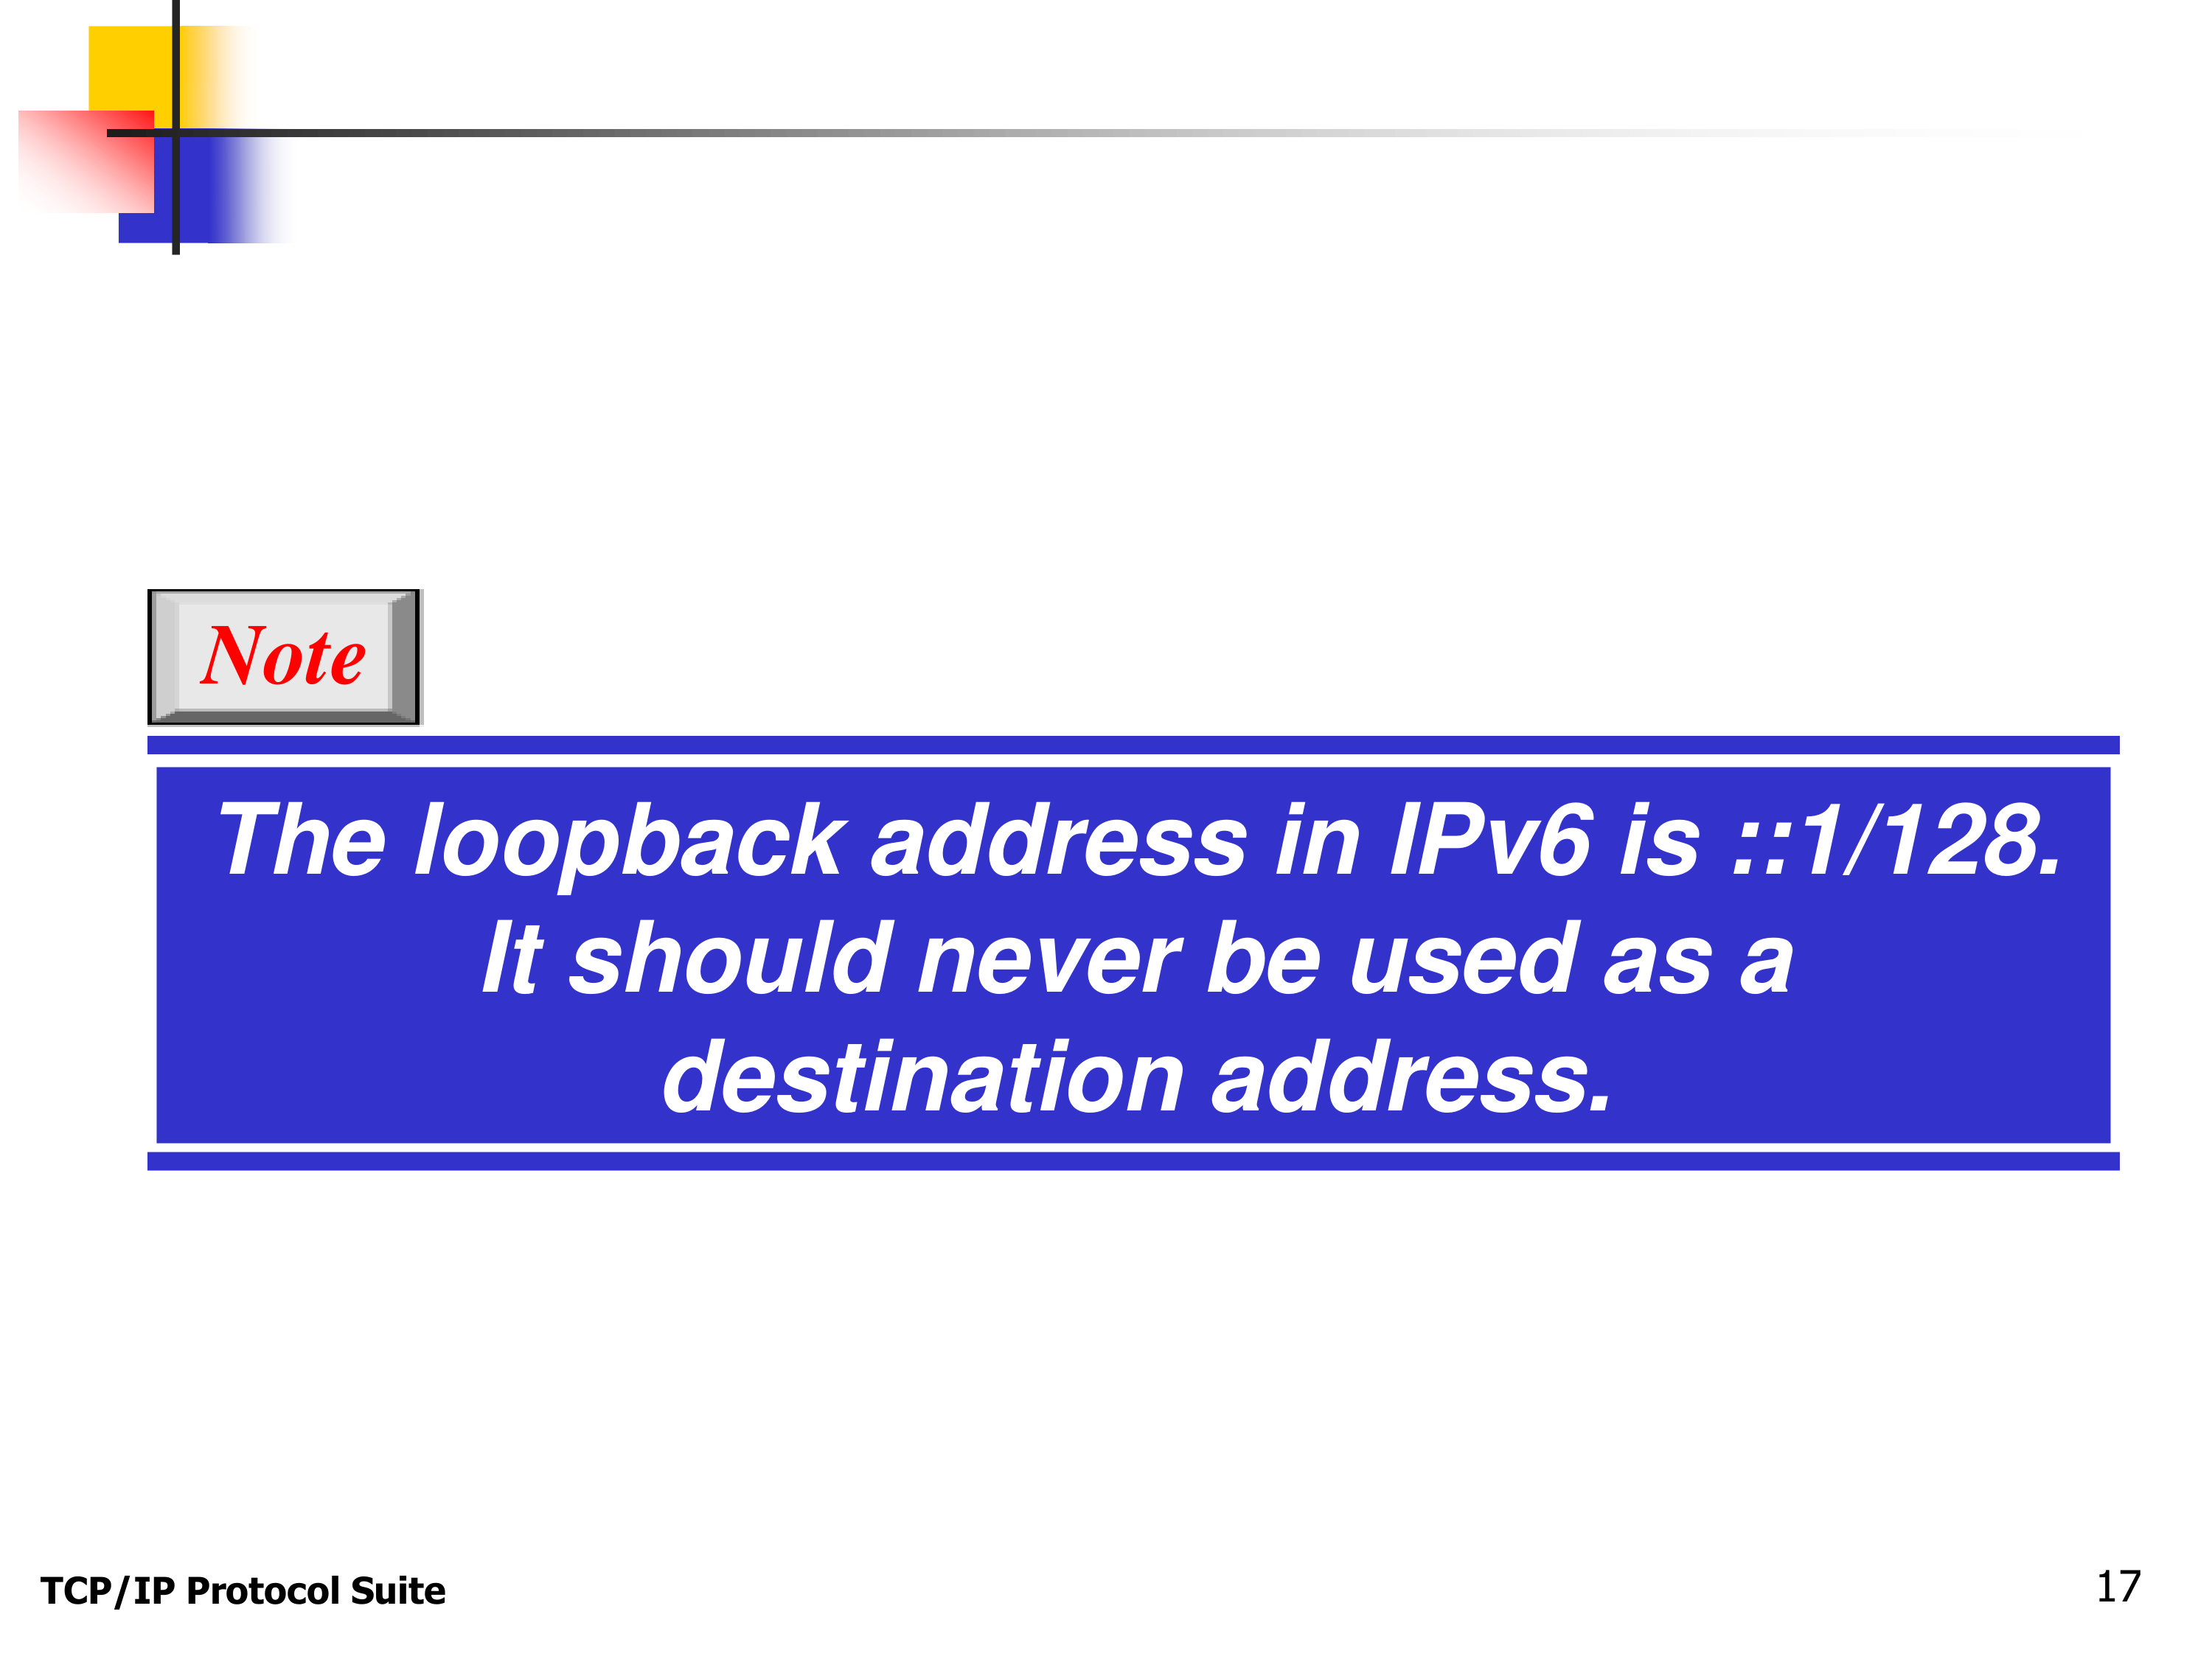 Note
The loopback address in IPv6 is ::1/128.
It should never be used as a
destination address.
TCP/IP Protocol Suite
17